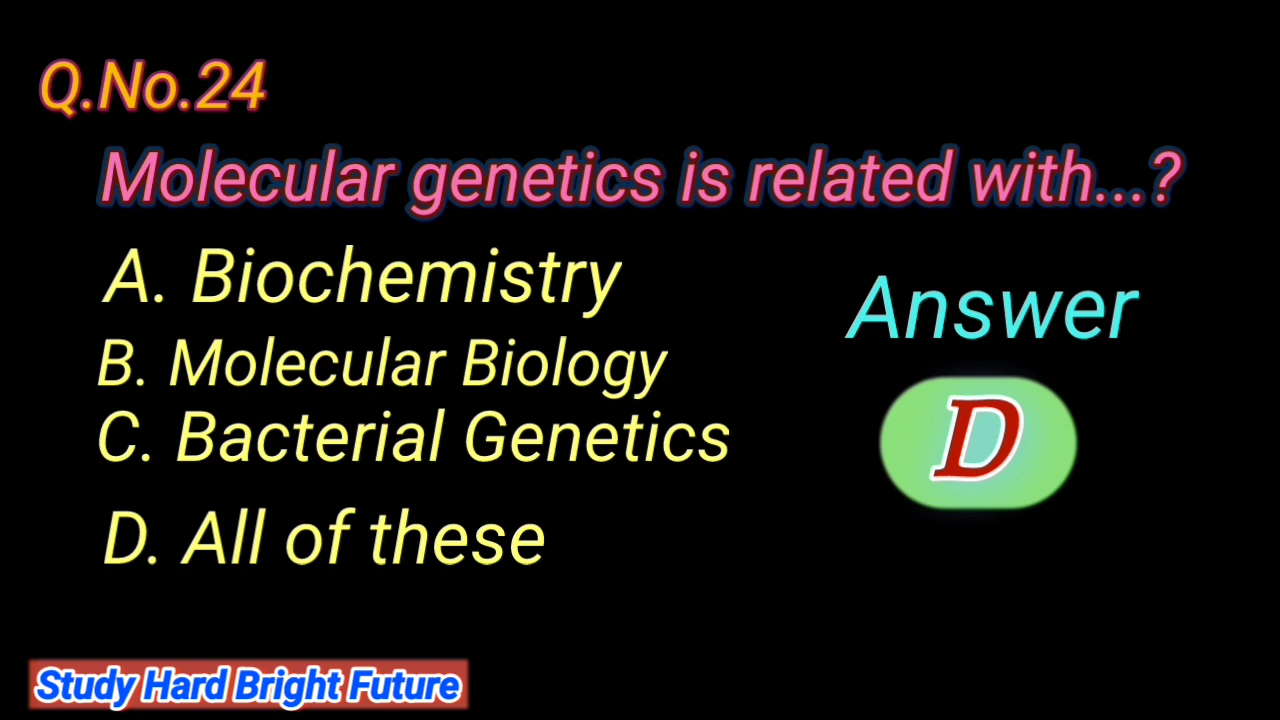 Q.No.24
Molecular genetics is related with...?
A. Biochemistry
B. Molecular Biology
C. Bacterial Genetics
D. All of these
Answer
D
Study Hard Bright Future